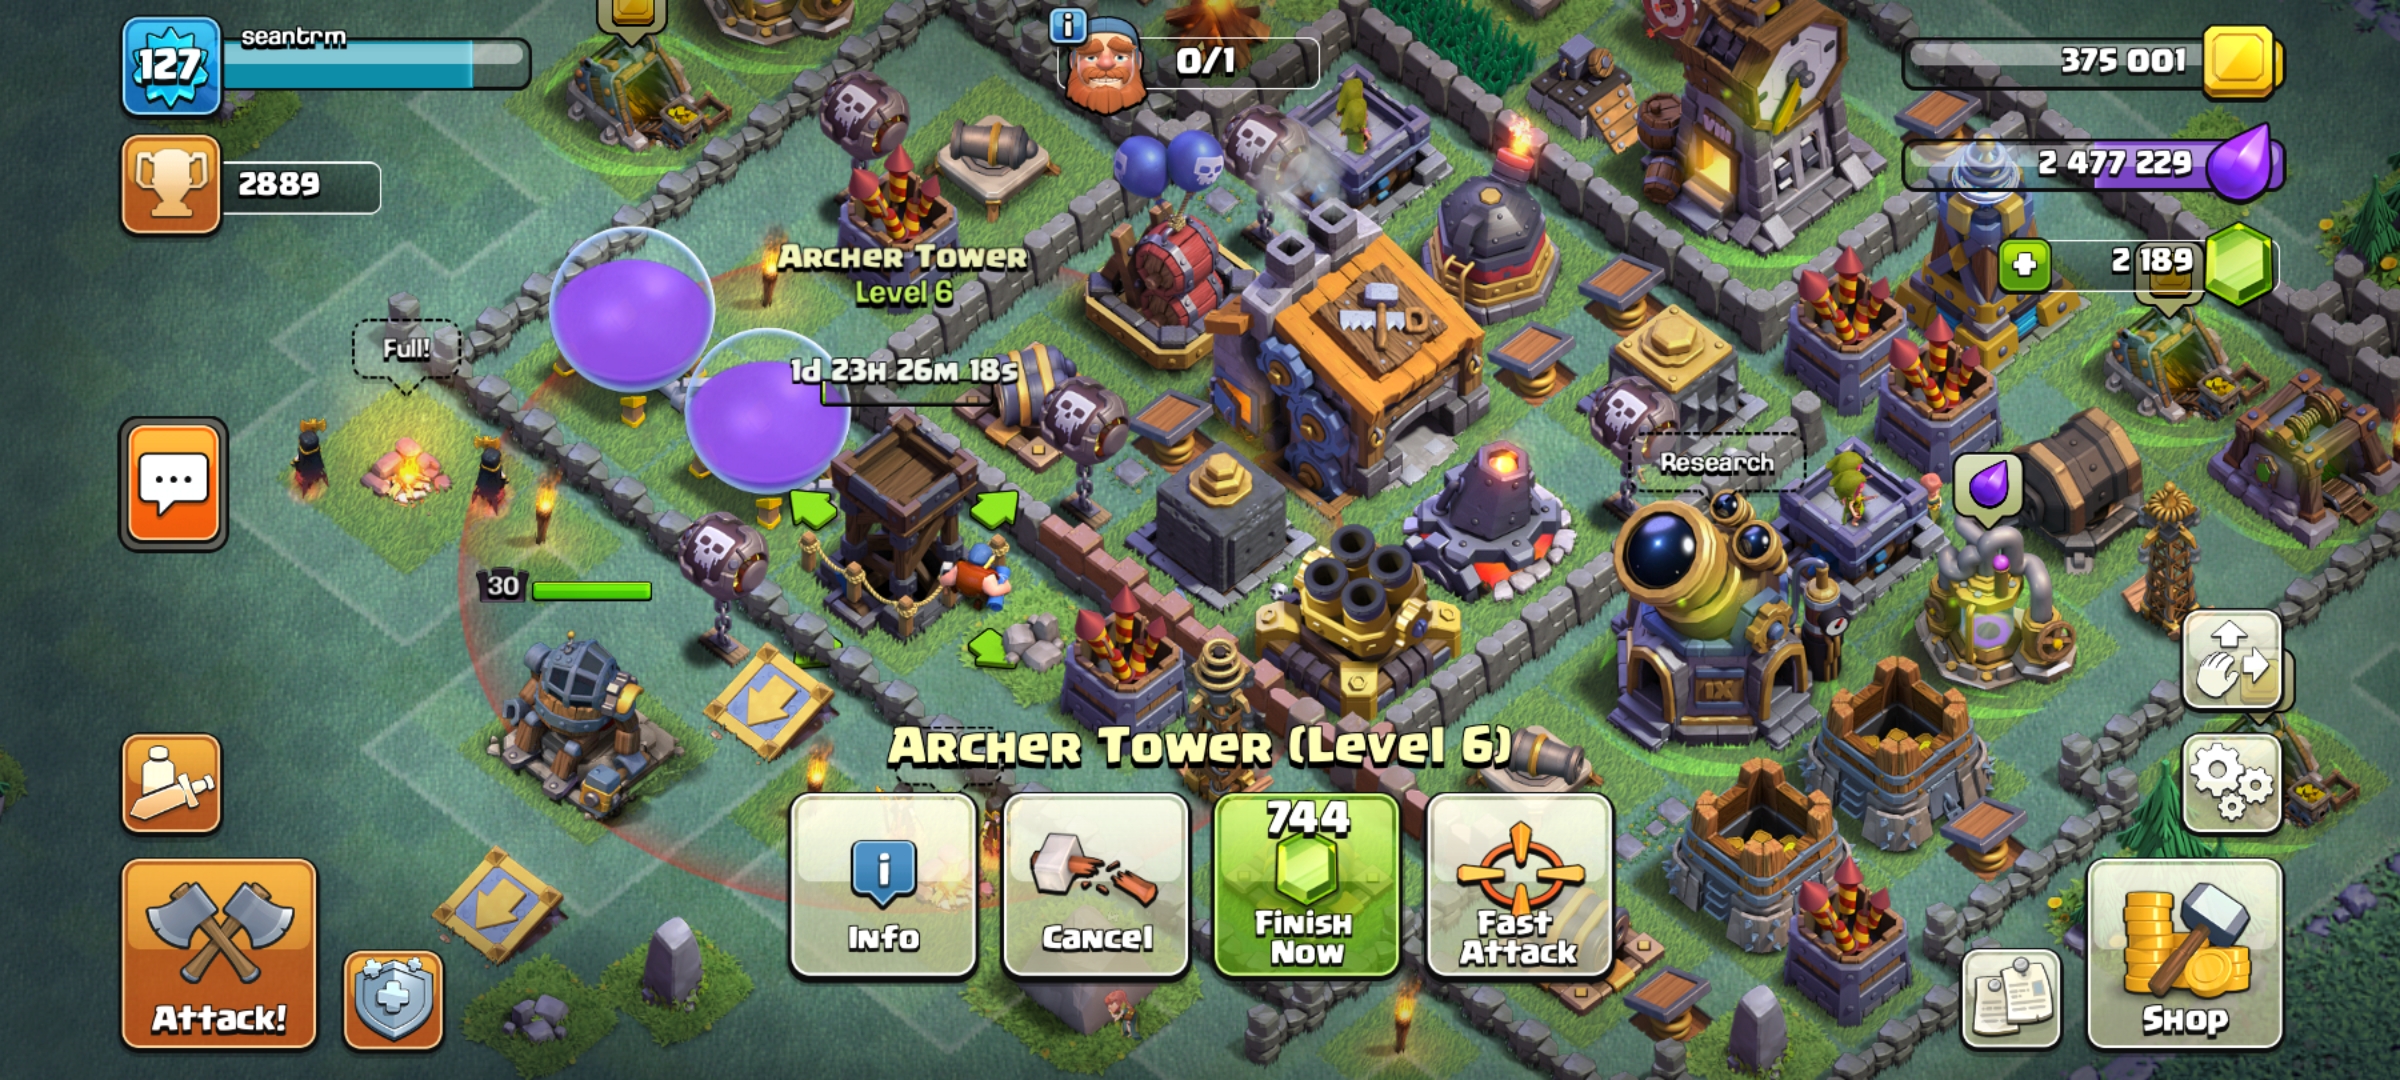 127
seantrm
0/1
375 001
2889
2 477 229
2 189
Archer Tower
Level 6
Full!
1d 23h 26m 18s
Research
30
IX
Archer Tower (Level 6)
744
Info
Cancel
Finish
Now
Fast
Attack
Attack!
Shop